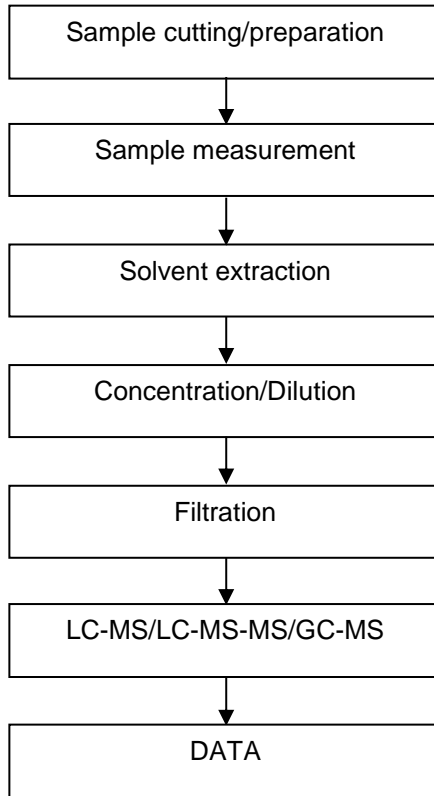 Sample cutting/preparation
Sample measurement
Solvent extraction
Concentration/Dilution
Filtration
LC-MS/LC-MS-MS/GC-MS
DATA